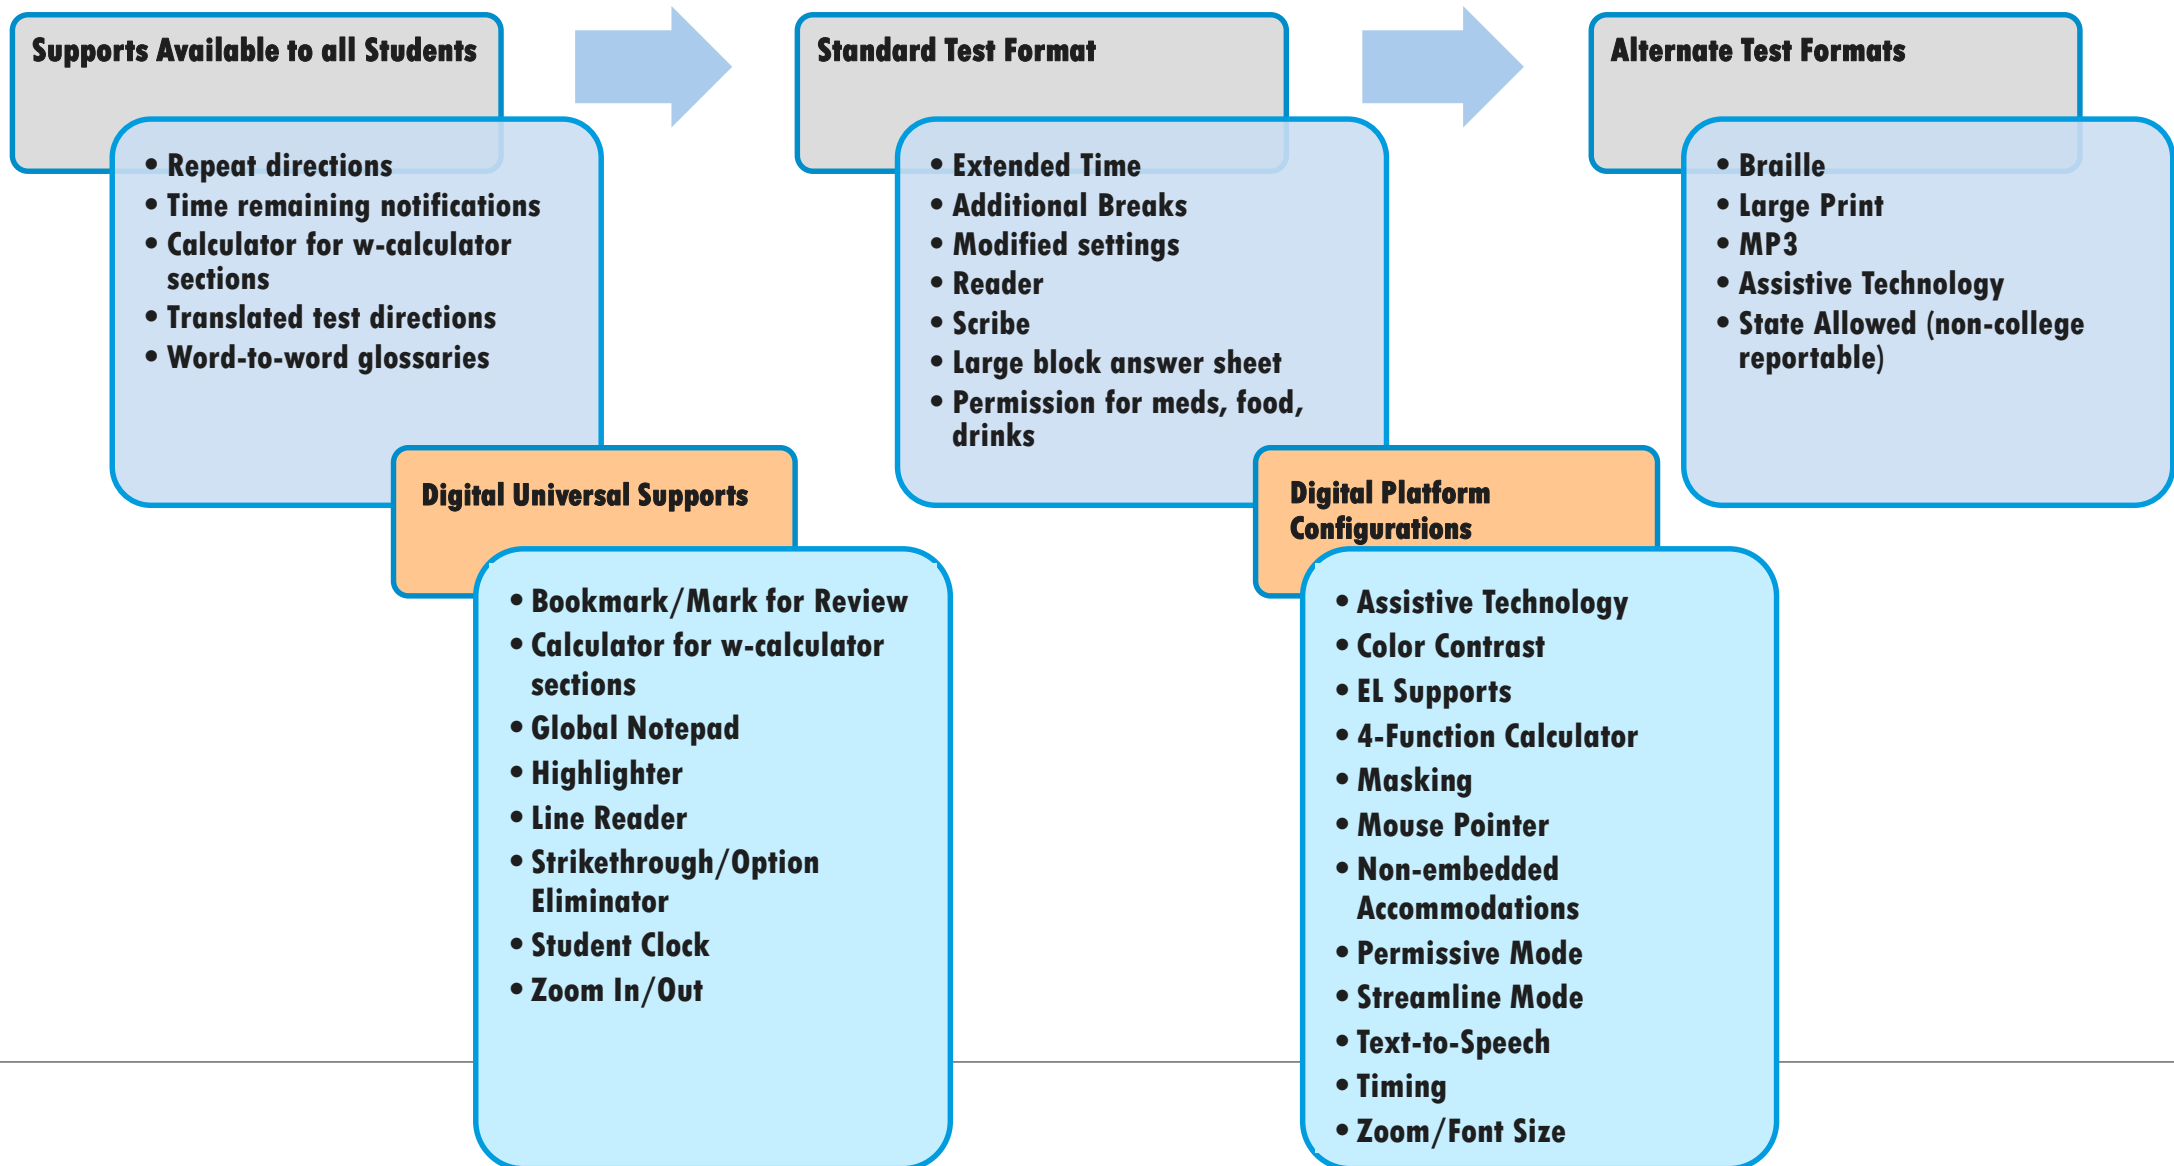 Supports Available to all Students
• Repeat directions
• Time remaining notifications
• Calculator for w-calculator
sections
• Translated test directions
• Word-to-word glossaries
Digital Universal Supports
• Bookmark/Mark for Review
• Calculator for w-calculator
sections
• Global Notepad
• Highlighter
• Line Reader
• Strikethrough/Option
Eliminator
• Student Clock
• Zoom In/Out
Standard Test Format
• Extended Time
• Additional Breaks
• Modified settings
• Reader
• Scribe
• Large block answer sheet
• Permission for meds, food,
drinks
Digital Platform
Configurations
• Assistive Technology
• Color Contrast
• EL Supports
• 4-Function Calculator
• Masking
• Mouse Pointer
• Non-embedded
Accommodations
• Permissive Mode
• Streamline Mode
• Text-to-Speech
• Timing
• Zoom/Font Size
Alternate Test Formats
• Braille
• Large Print
• MP3
• Assistive Technology
• State Allowed (non-college
reportable)